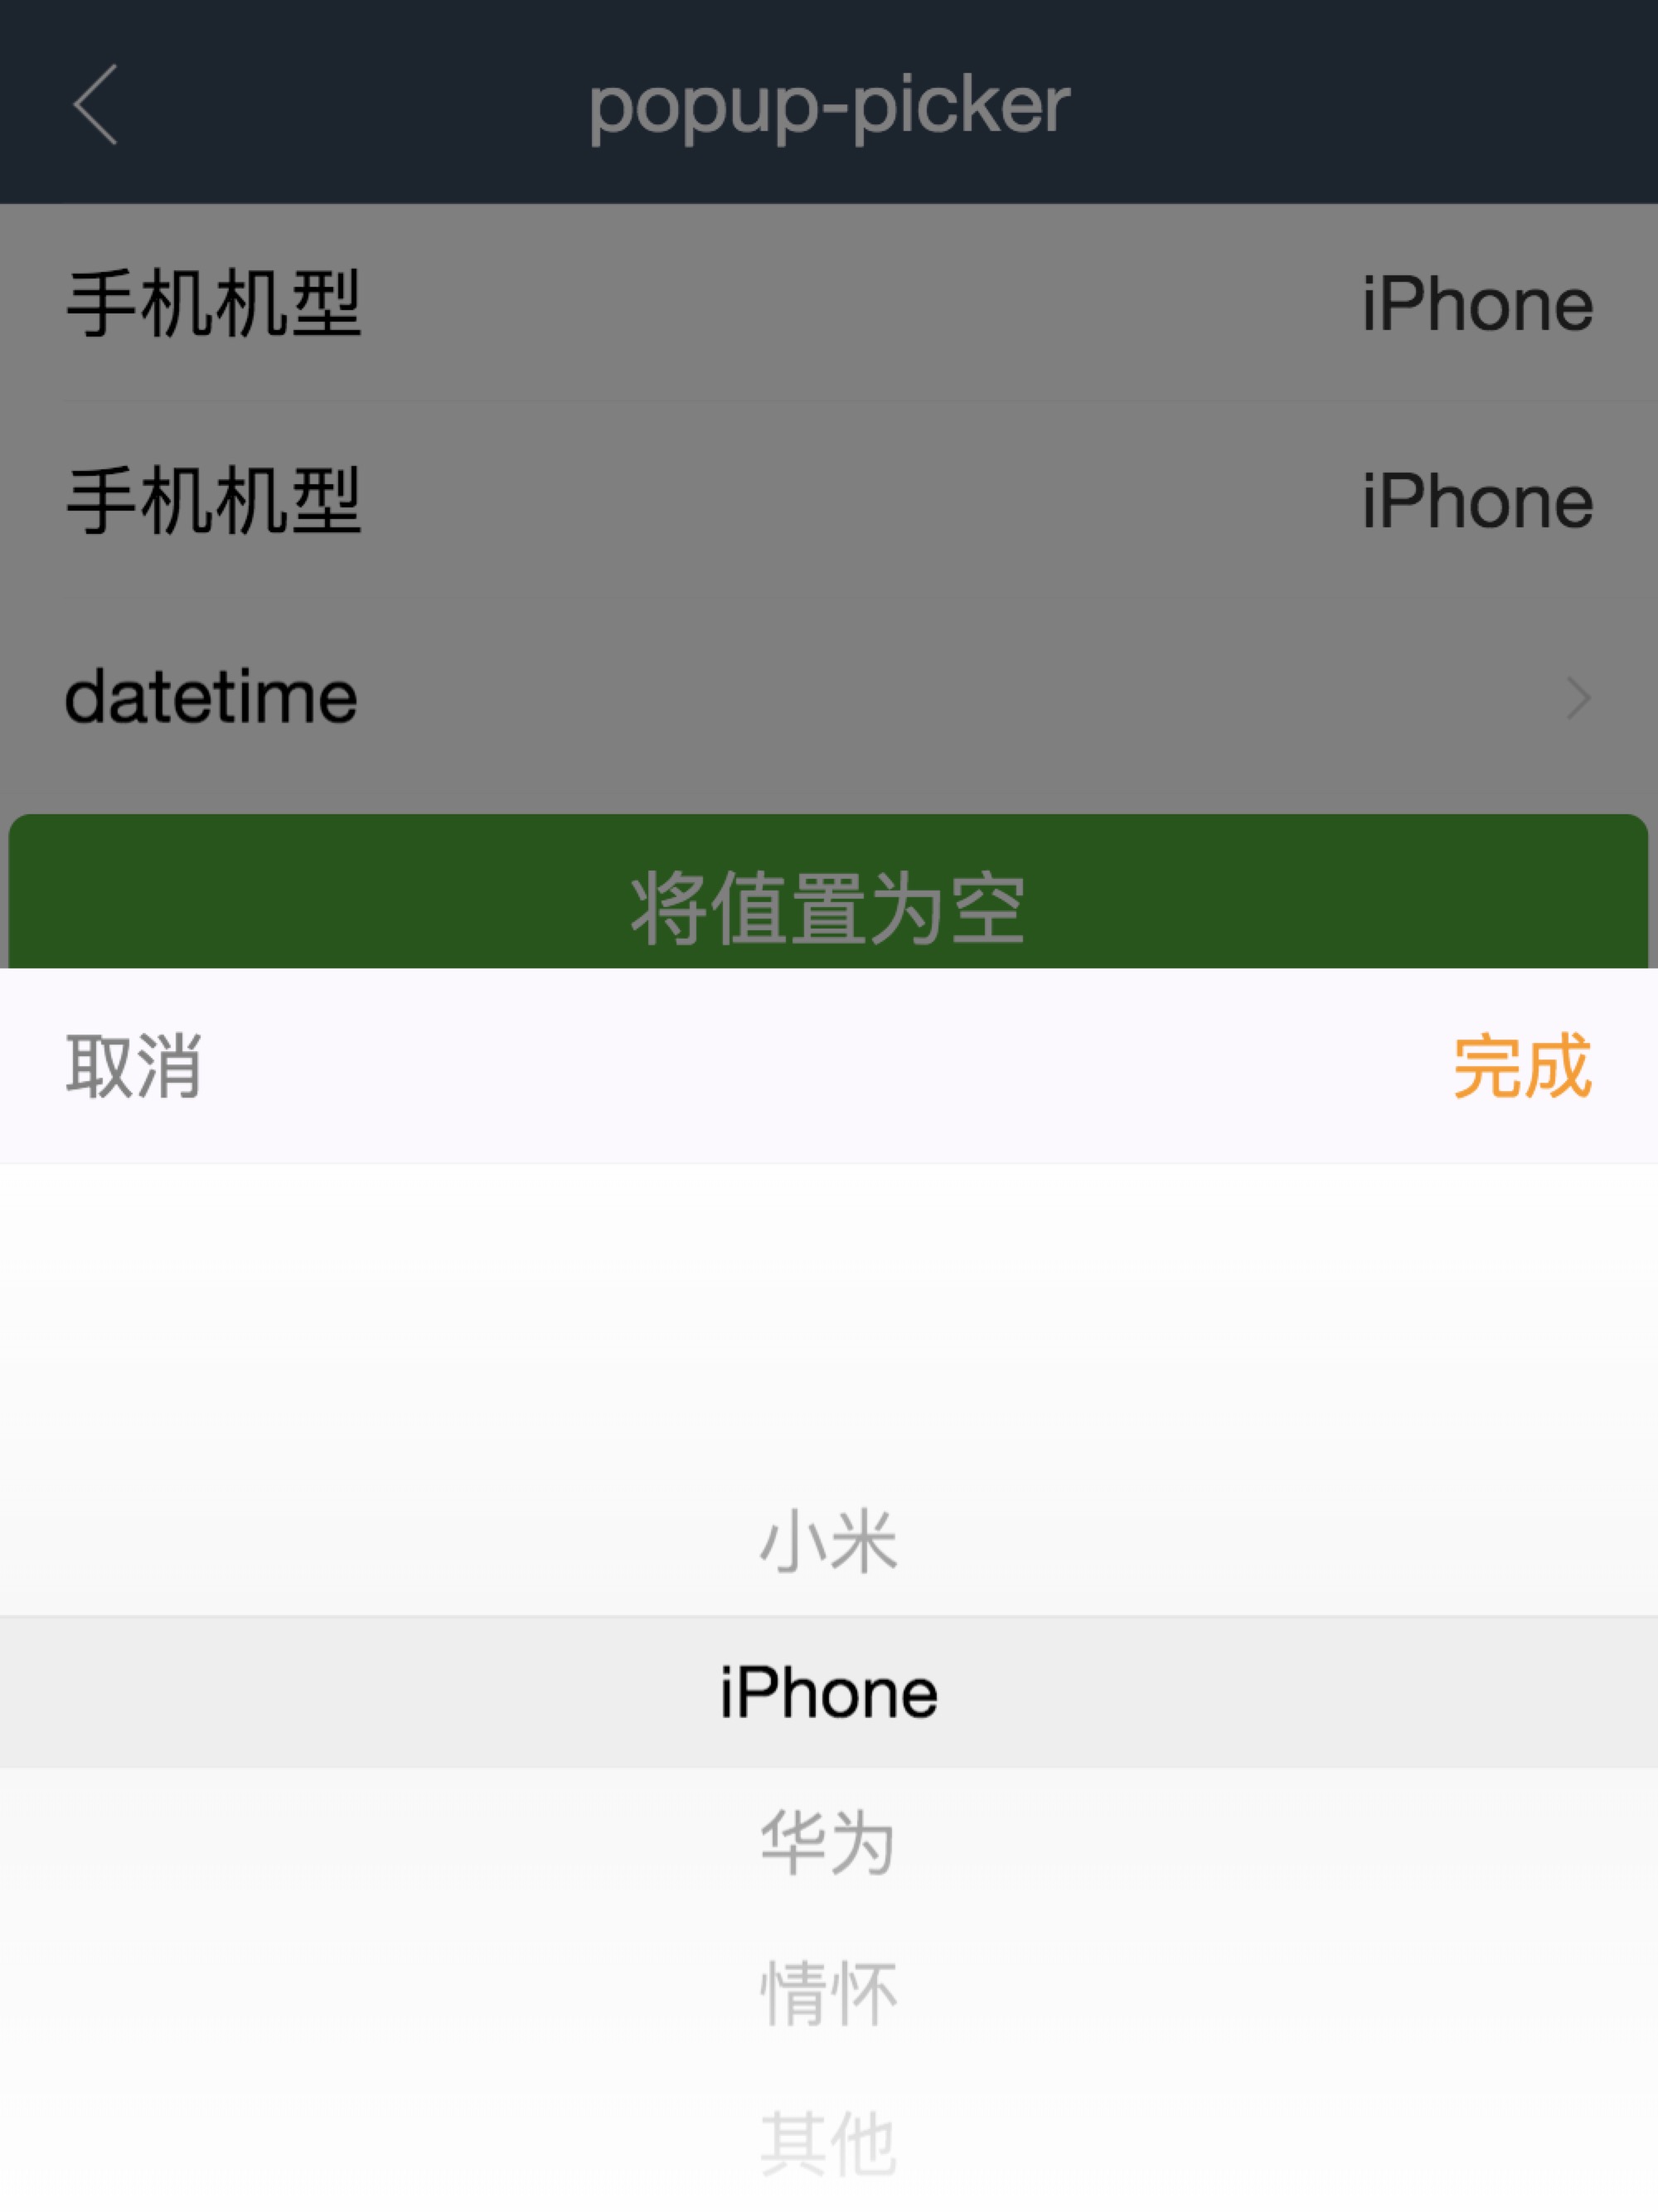 popup-picker
手机机型 iPhone
手机机型 iPhone
datetime
将值置为空
取消 完成
小米
iPhone
华为
情怀
其他